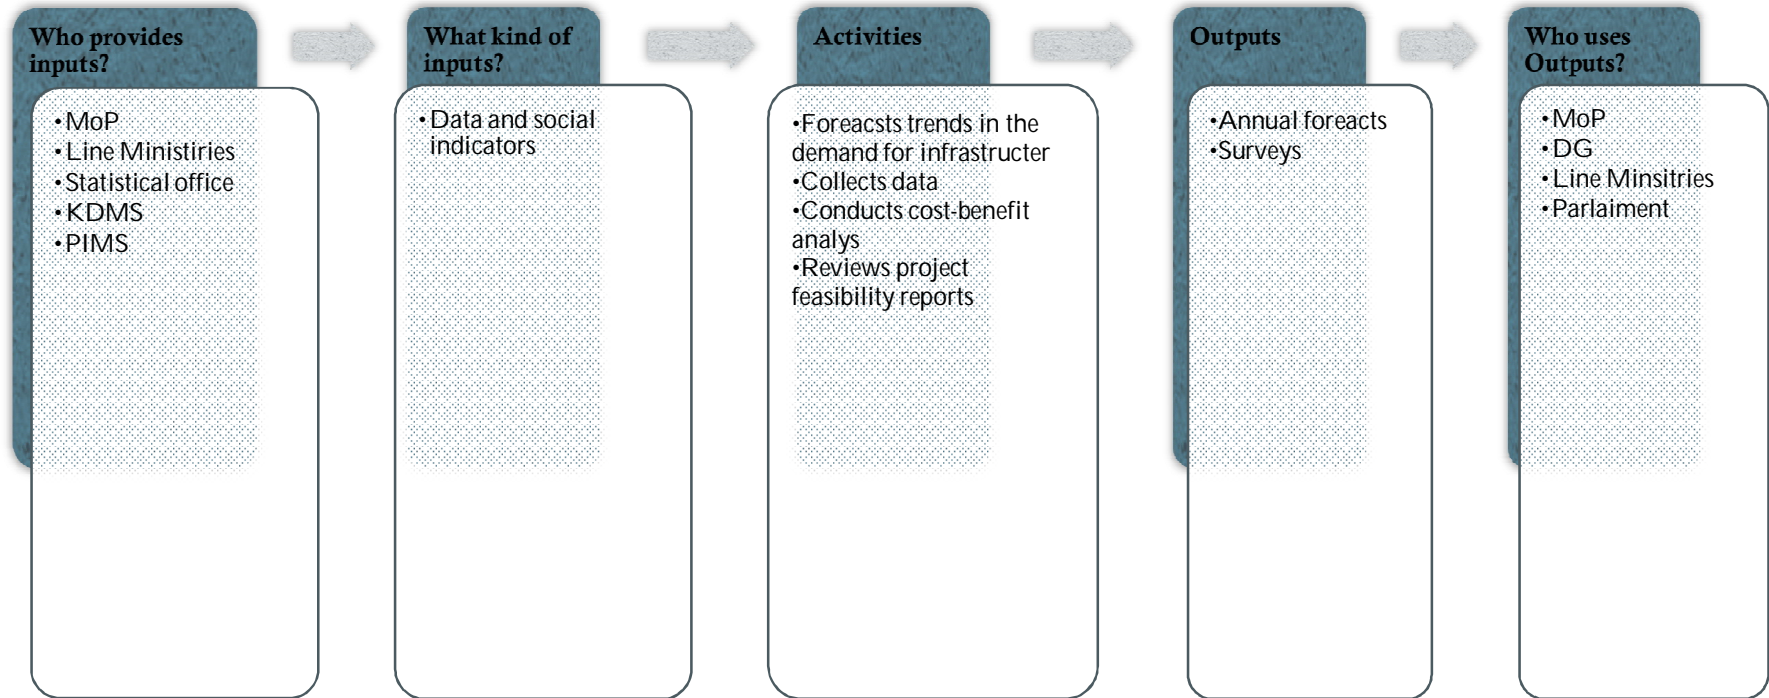 Who provides
inputs?
•MoP
•Line Ministiries
•Statistical office
•KDMS
•PIMS
What kind of
inputs?
•Data and social
indicators
Activities
•Foreacsts trends in the
demand for infrastructer
•Collects data
•Conducts cost-benefit
analys
•Reviews project
feasibility reports
Outputs
•Annual foreacts
•Surveys
Who uses
Outputs?
•MoP
•DG
•Line Minsitries
•Parlaiment